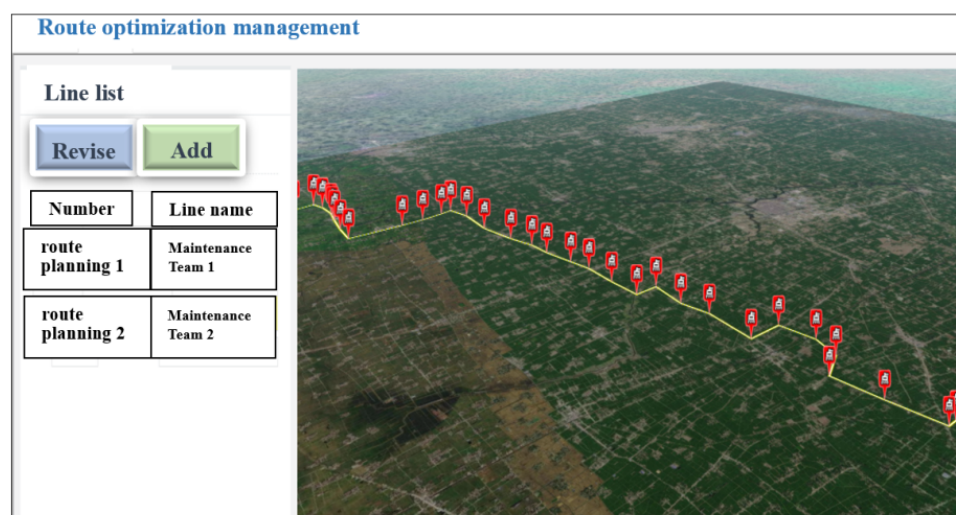 Route optimization management
Line list
Revise Add
Number Line name
route Maintenance
planning 1 Team 1
route Maintenance
planning 2 Team 2